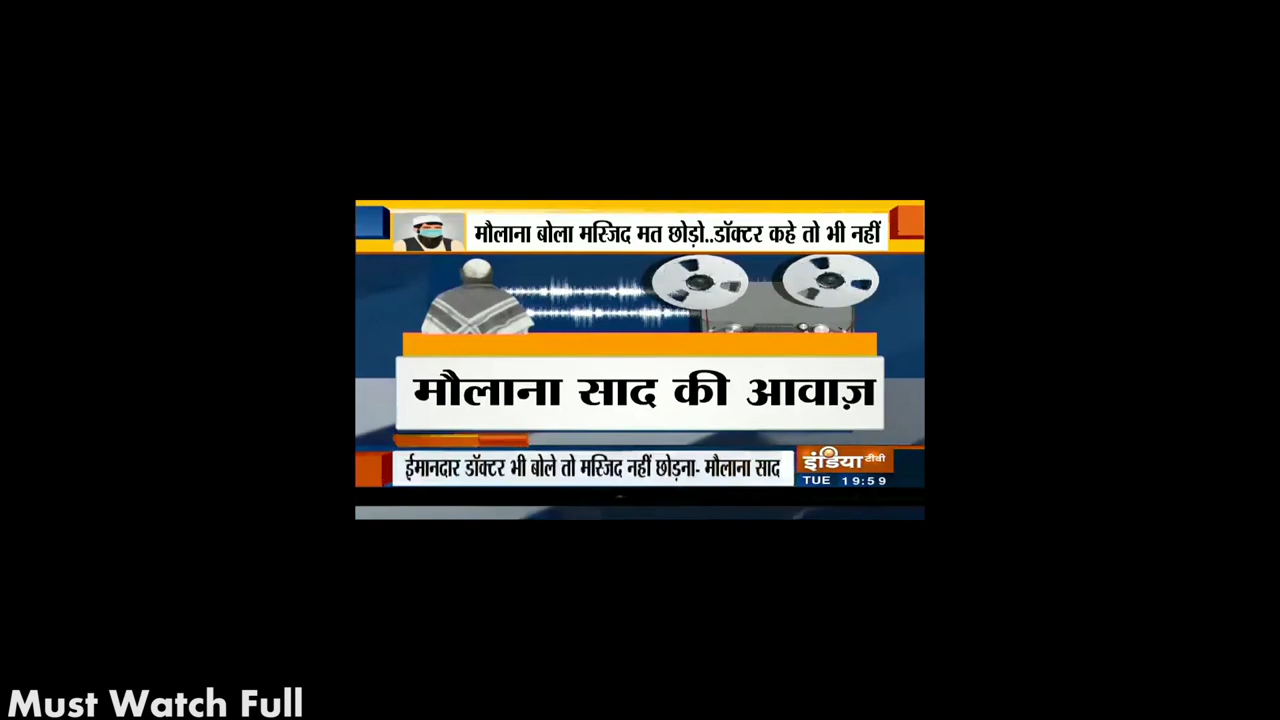 मौलाना बोला मस्जिद मत छोड़ो..डॉक्टर कहे तो भी नहीं
मौलाना साद की आवाज़
ईमानदार डॉक्टर भी बोले तो मस्जिद नहीं छोड़ना- मौलाना साद
इंडिया टीवी
TUE 19:59
Must Watch Full